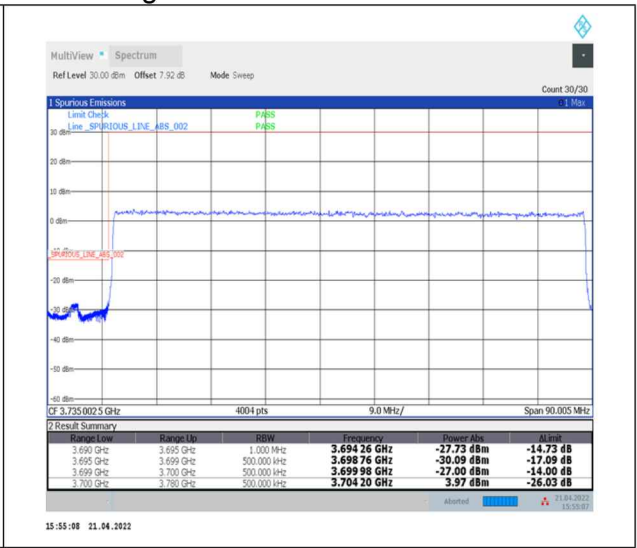 MultiView Spectrum
Ref Level 30.00 dBm Offset 7.92 dB Mode Sweep
Count 30/30
1 Spurious Emissions 1 Max
Limit Check PASS
Line _SPURIOUS_LINE_ABS_002 PASS
30 dBm
20 dBm
10 dBm
0 dBm
-10 dBm
_SPURIOUS_LINE_ABS_002
-20 dBm
-30 dBm
-40 dBm
-50 dBm
-60 dBm
CF 3.735 002 5 GHz 4004 pts 9.0 MHz/ Span 90.005 MHz
2 Result Summary
Range Low Range Up RBW Frequency Power Abs ΔLimit
3.690 GHz 3.695 GHz 1.000 MHz 3.694 26 GHz -27.73 dBm -14.73 dB
3.695 GHz 3.699 GHz 500.000 kHz 3.698 76 GHz -30.09 dBm -17.09 dB
3.699 GHz 3.700 GHz 500.000 kHz 3.699 98 GHz -27.00 dBm -14.00 dB
3.700 GHz 3.780 GHz 500.000 kHz 3.704 20 GHz 3.97 dBm -26.03 dB
Aborted 21.04.2022
15:55:07
15:55:08 21.04.2022